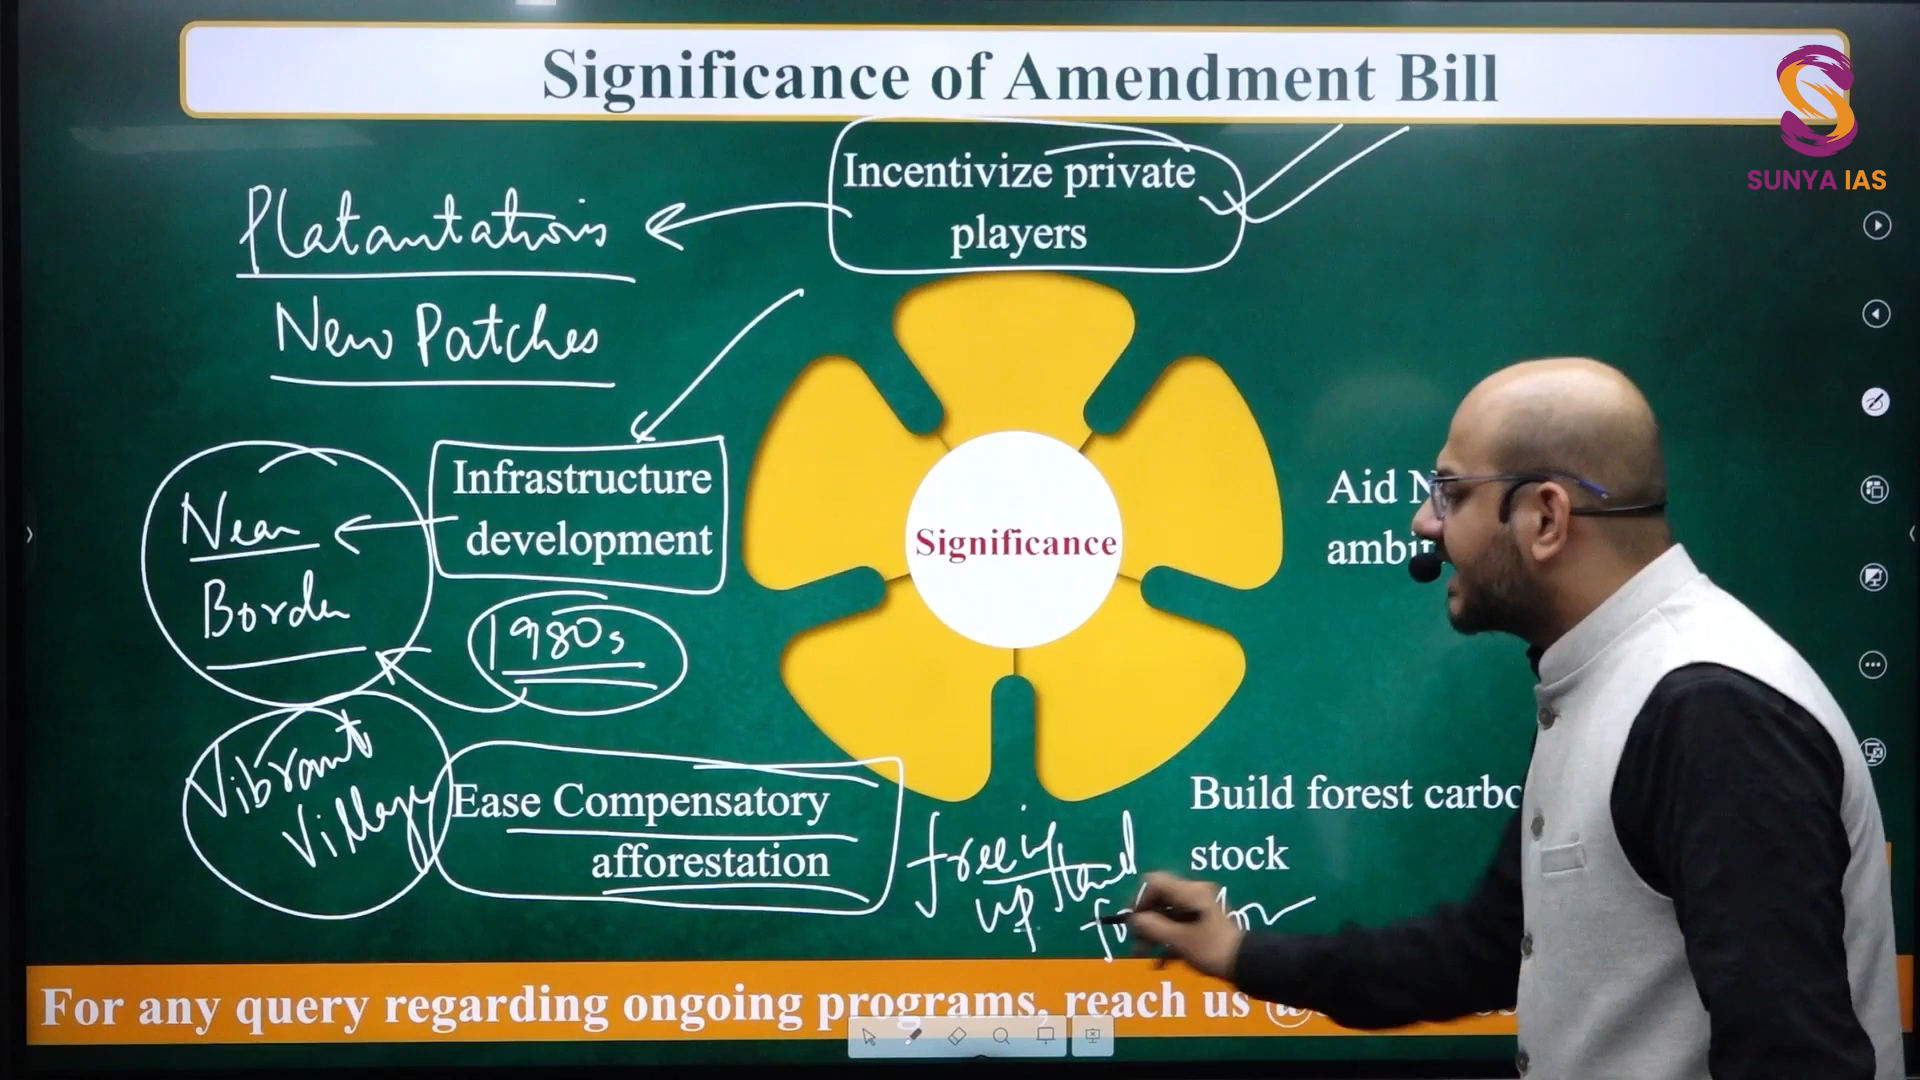 Significance of Amendment Bill
SUNYA IAS
Incentivize private
players
Platantations
New Patches
Infrastructure
development
Near
Border
1980s
Aid
ambit
Significance
Vibrant
Village
Ease Compensatory
afforestation
Build forest carbo
stock
freeing
up land
For any query regarding ongoing programs, reach us @